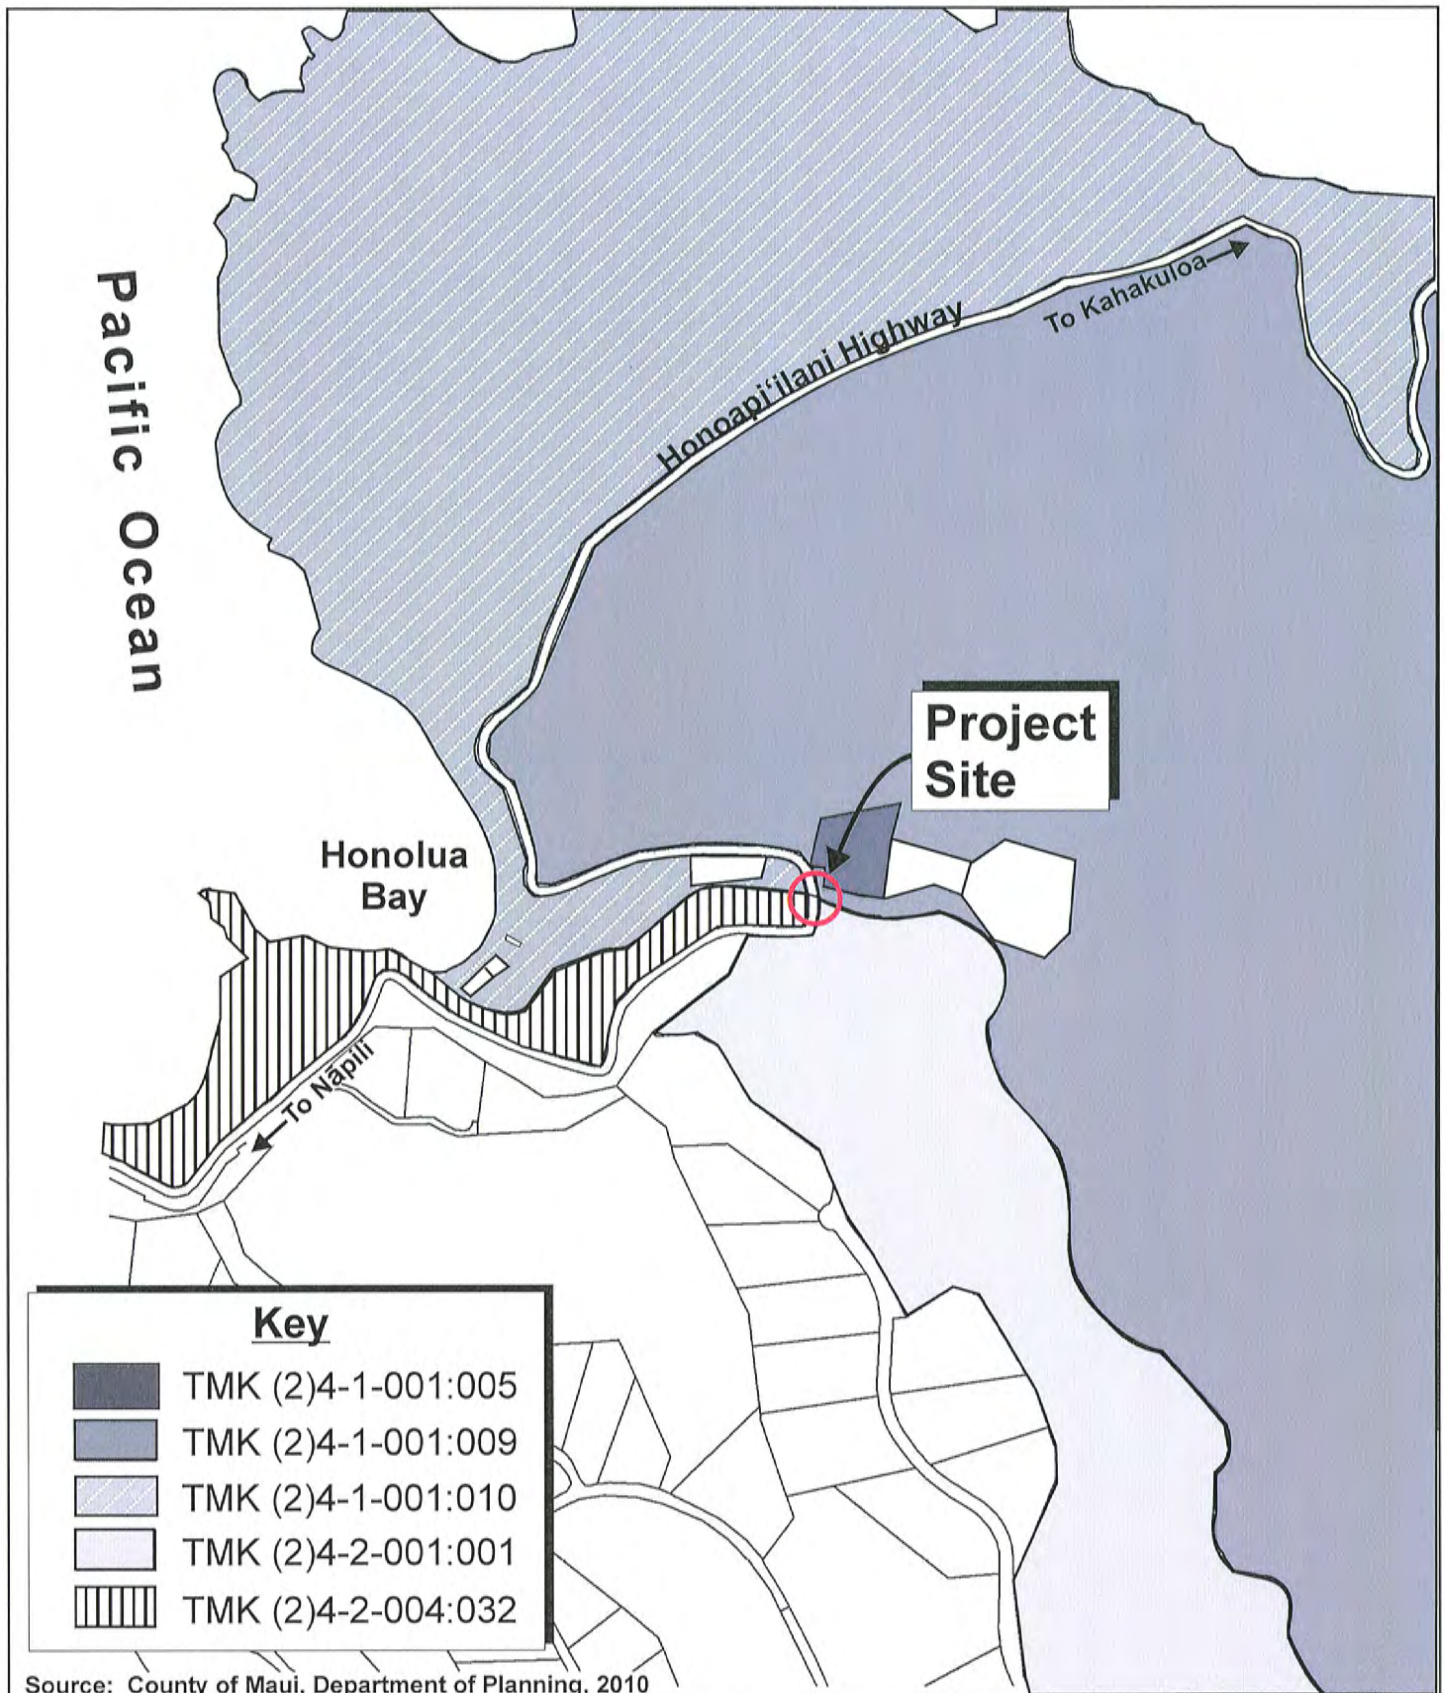 Pacific Ocean
Honoapi‘ilani Highway
To Kahakuloa
Project
Site
Honolua
Bay
To Nāpili
Key
TMK (2)4-1-001:005
TMK (2)4-1-001:009
TMK (2)4-1-001:010
TMK (2)4-2-001:001
TMK (2)4-2-004:032
Source: County of Maui, Department of Planning, 2010